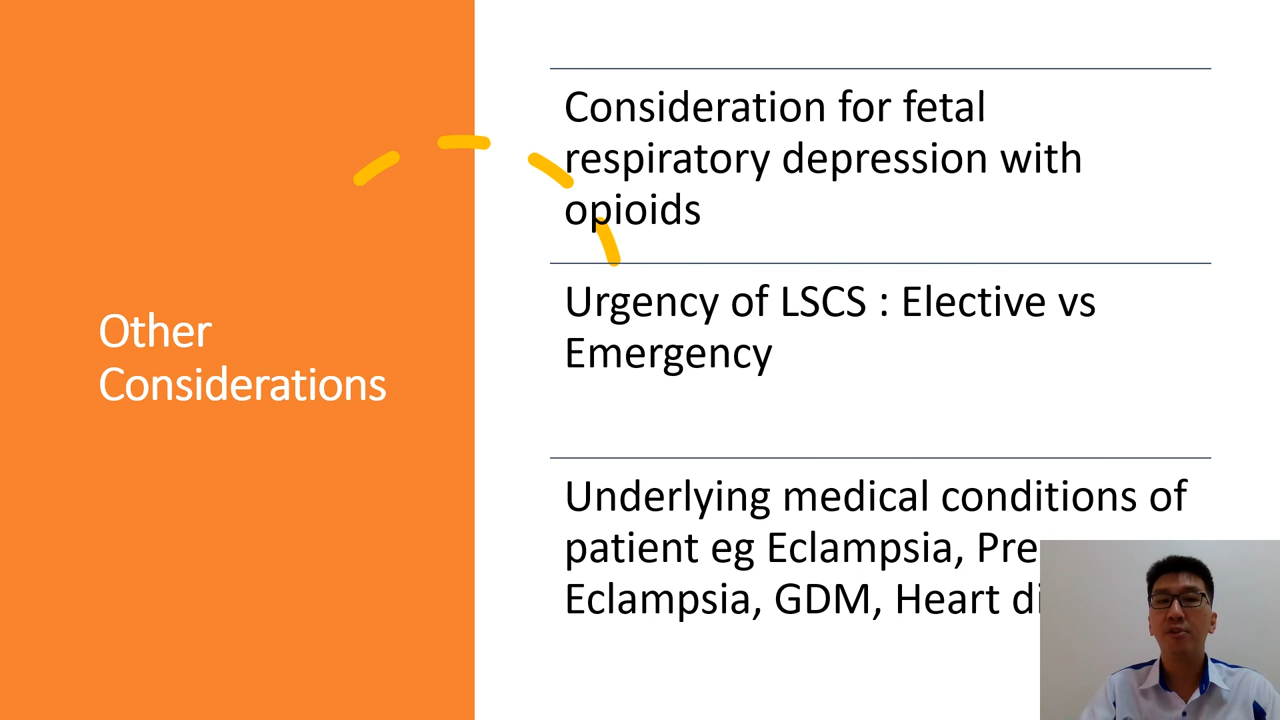 Other
Considerations
Consideration for fetal
respiratory depression with
opioids
Urgency of LSCS : Elective vs
Emergency
Underlying medical conditions of
patient eg Eclampsia, Pre
Eclampsia, GDM, Heart